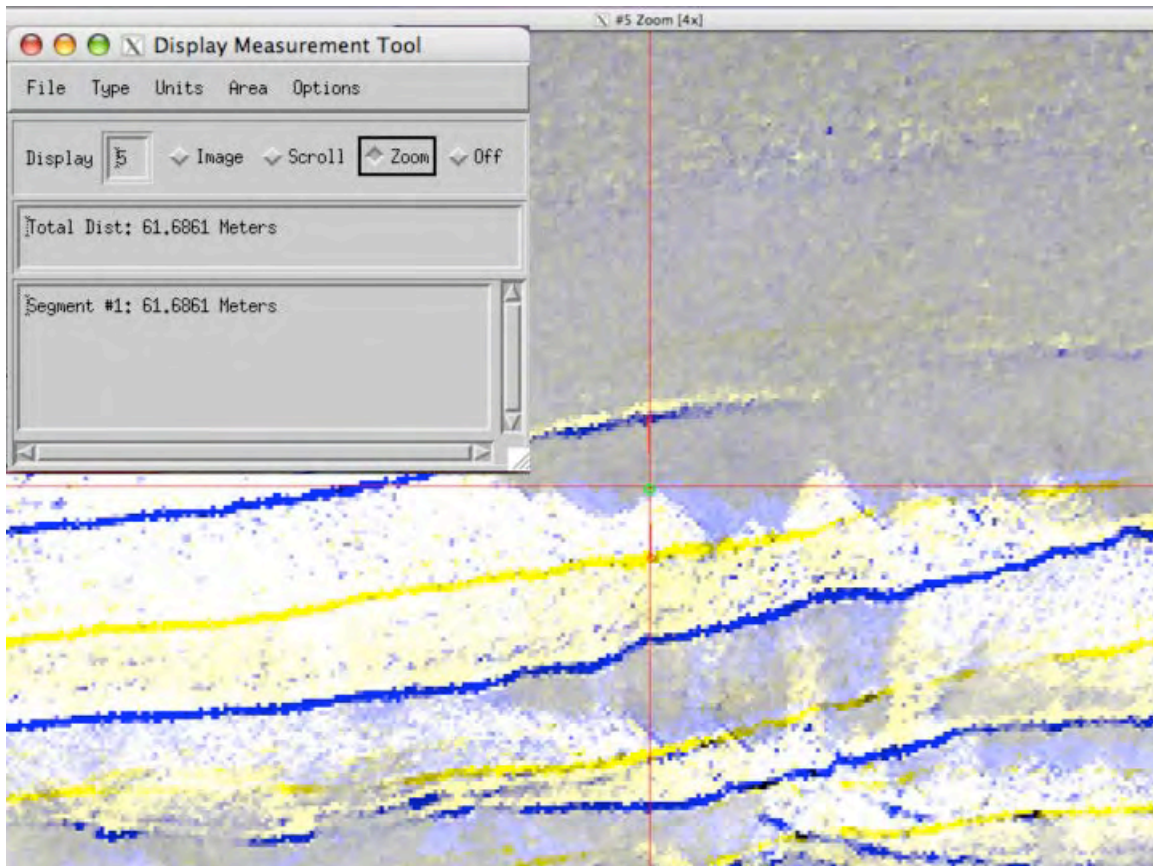 #5 Zoom [4x]
Display Measurement Tool
File Type Units Area Options
Display 5 Image Scroll Zoom Off
Total Dist: 61.6861 Meters
Segment #1: 61.6861 Meters